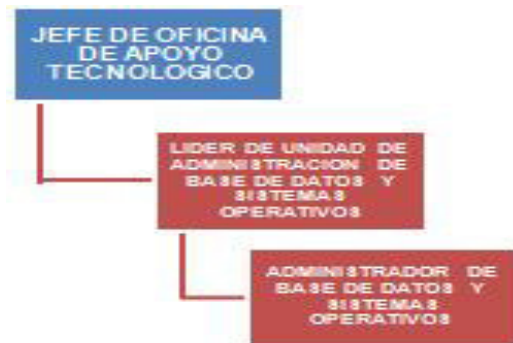 JEFE DE OFICINA
DE APOYO
TECNOLOGICO
LIDER DE UNIDAD DE
ADMINISTRACION DE
BASE DE DATOS Y
SISTEMAS
OPERATIVOS
ADMINISTRADOR DE
BASE DE DATOS Y
SISTEMAS
OPERATIVOS